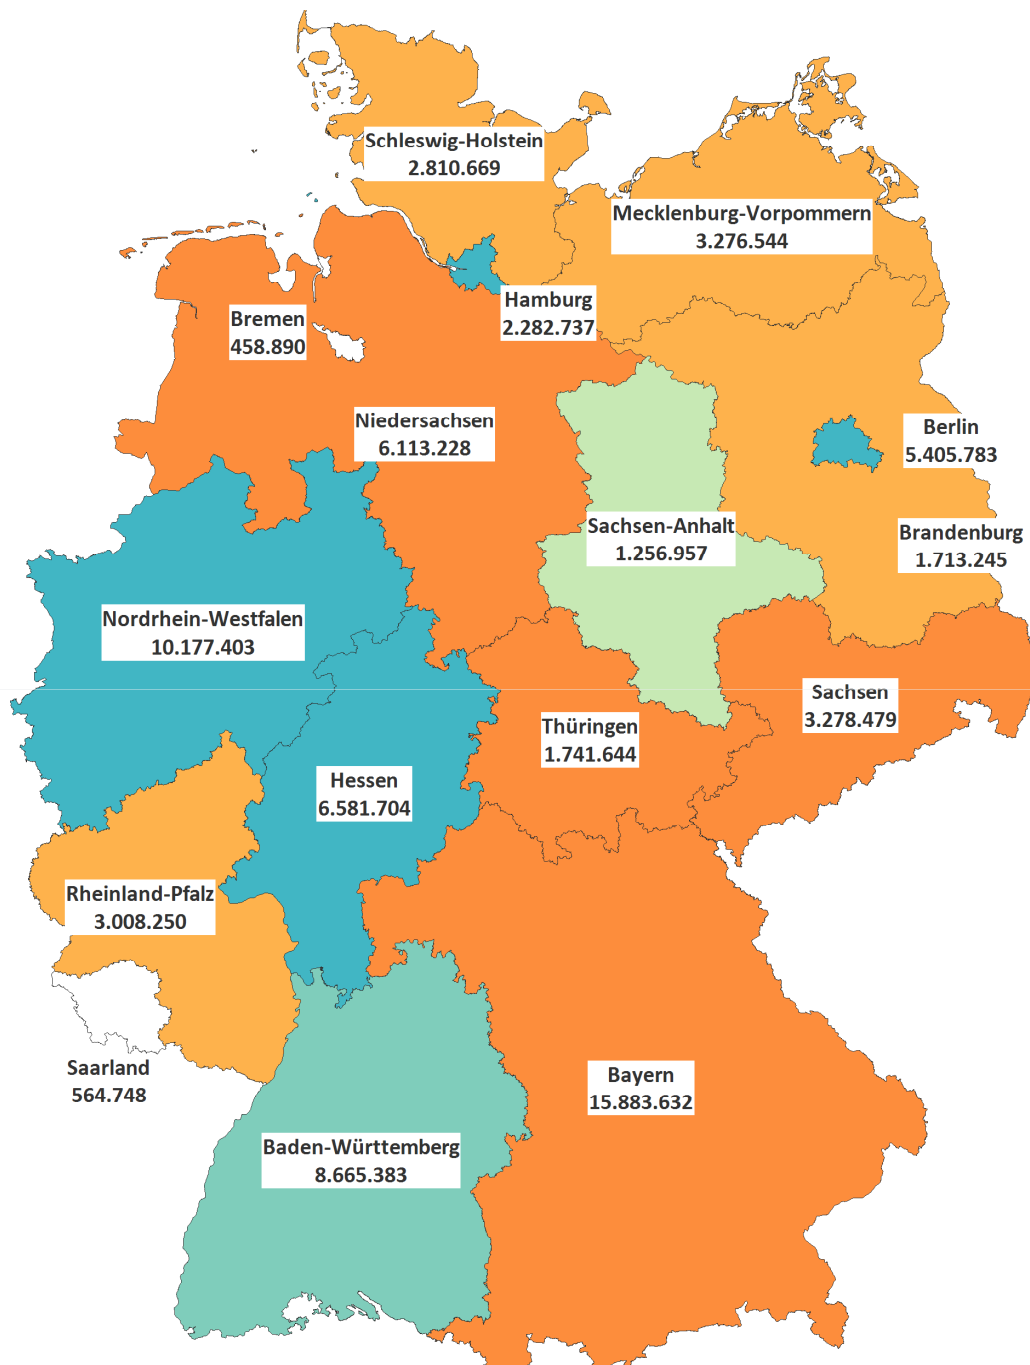 Schleswig-Holstein
2.810.669
Mecklenburg-Vorpommern
3.276.544
Hamburg
2.282.737
Bremen
458.890
Niedersachsen
6.113.228
Berlin
5.405.783
Sachsen-Anhalt
1.256.957
Brandenburg
1.713.245
Nordrhein-Westfalen
10.177.403
Sachsen
3.278.479
Thüringen
1.741.644
Hessen
6.581.704
Rheinland-Pfalz
3.008.250
Saarland
564.748
Bayern
15.883.632
Baden-Württemberg
8.665.383